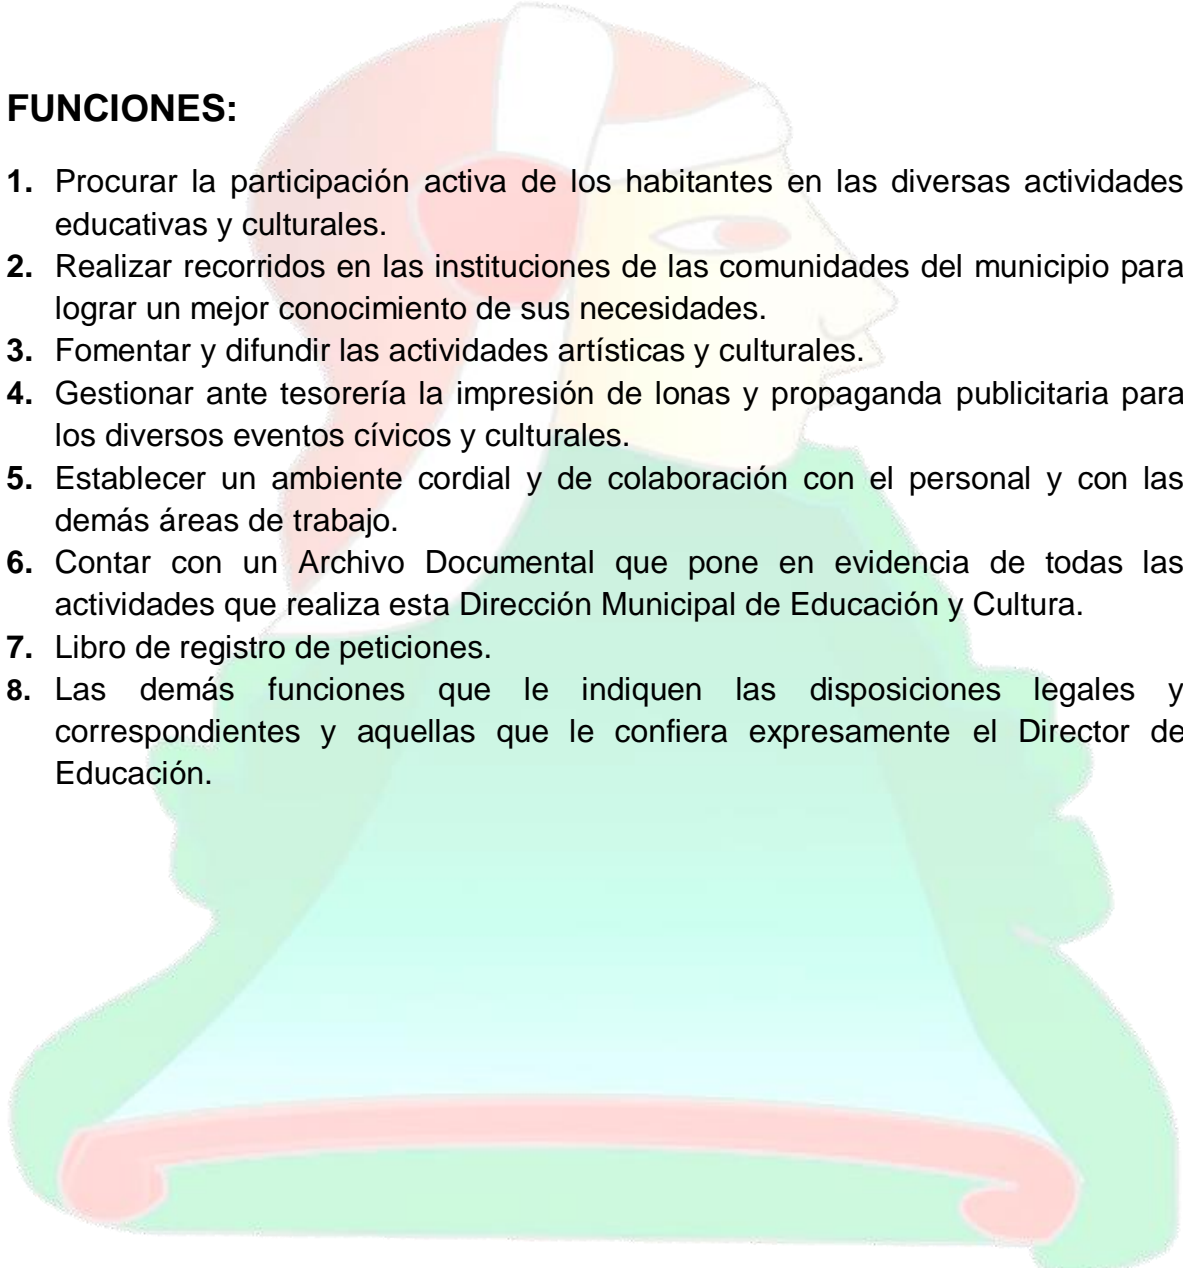 FUNCIONES:
1. Procurar la participación activa de los habitantes en las diversas actividades
educativas y culturales.
2. Realizar recorridos en las instituciones de las comunidades del municipio para
lograr un mejor conocimiento de sus necesidades.
3. Fomentar y difundir las actividades artísticas y culturales.
4. Gestionar ante tesorería la impresión de lonas y propaganda publicitaria para
los diversos eventos cívicos y culturales.
5. Establecer un ambiente cordial y de colaboración con el personal y con las
demás áreas de trabajo.
6. Contar con un Archivo Documental que pone en evidencia de todas las
actividades que realiza esta Dirección Municipal de Educación y Cultura.
7. Libro de registro de peticiones.
8. Las demás funciones que le indiquen las disposiciones legales y
correspondientes y aquellas que le confiera expresamente el Director de
Educación.